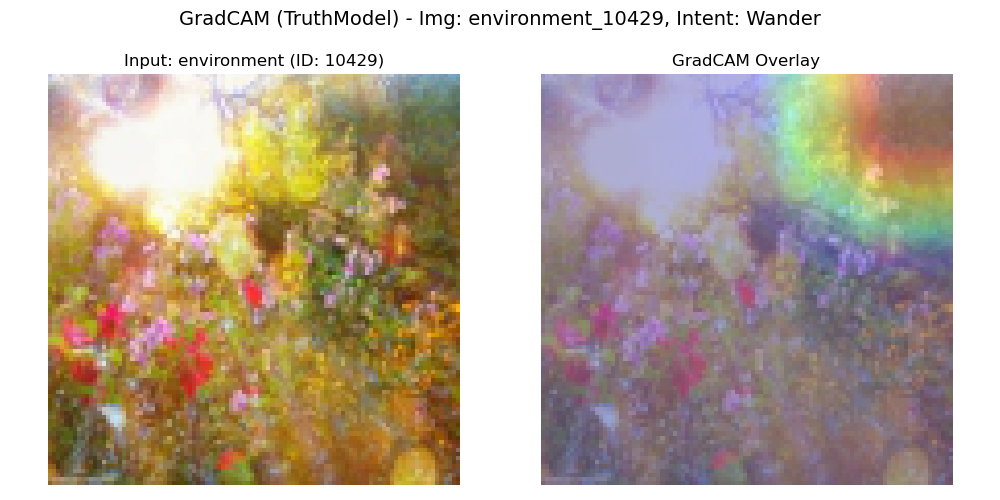 GradCAM (TruthModel) - Img: environment_10429, Intent: Wander
Input: environment (ID: 10429)
GradCAM Overlay